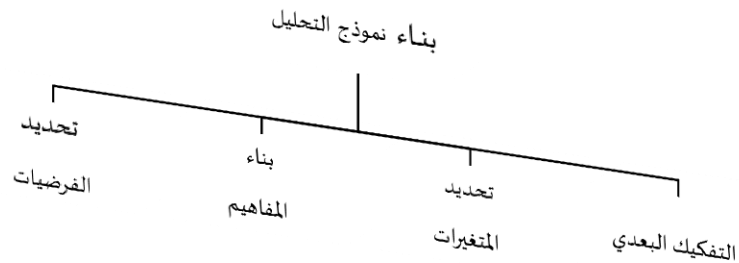 بناء نموذج التحليل
التفكيك البعدي
تحديد
المتغيرات
بناء
المفاهيم
تحديد
الفرضيات